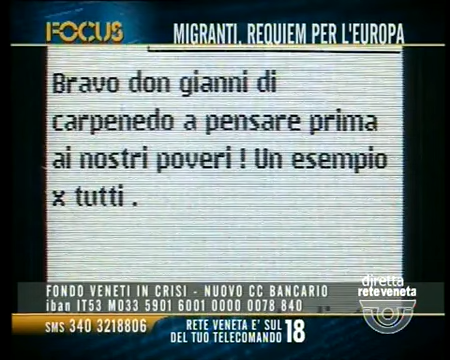 FOCUS
MIGRANTI. REQUIEM PER L'EUROPA
Bravo don gianni di
carpenedo a pensare prima
ai nostri poveri ! Un esempio
x tutti .
FONDO VENETI IN CRISI - NUOVO CC BANCARIO
iban IT53 M033 5901 6001 0000 0078 840
diretta
reteveneta
SMS 340 3218806
RETE VENETA E' SUL
DEL TUO TELECOMANDO 18